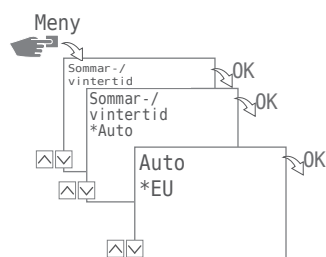 Meny
Sommar-/
vintertid
OK
Sommar-/
vintertid
*Auto
OK
Auto
*EU
OK